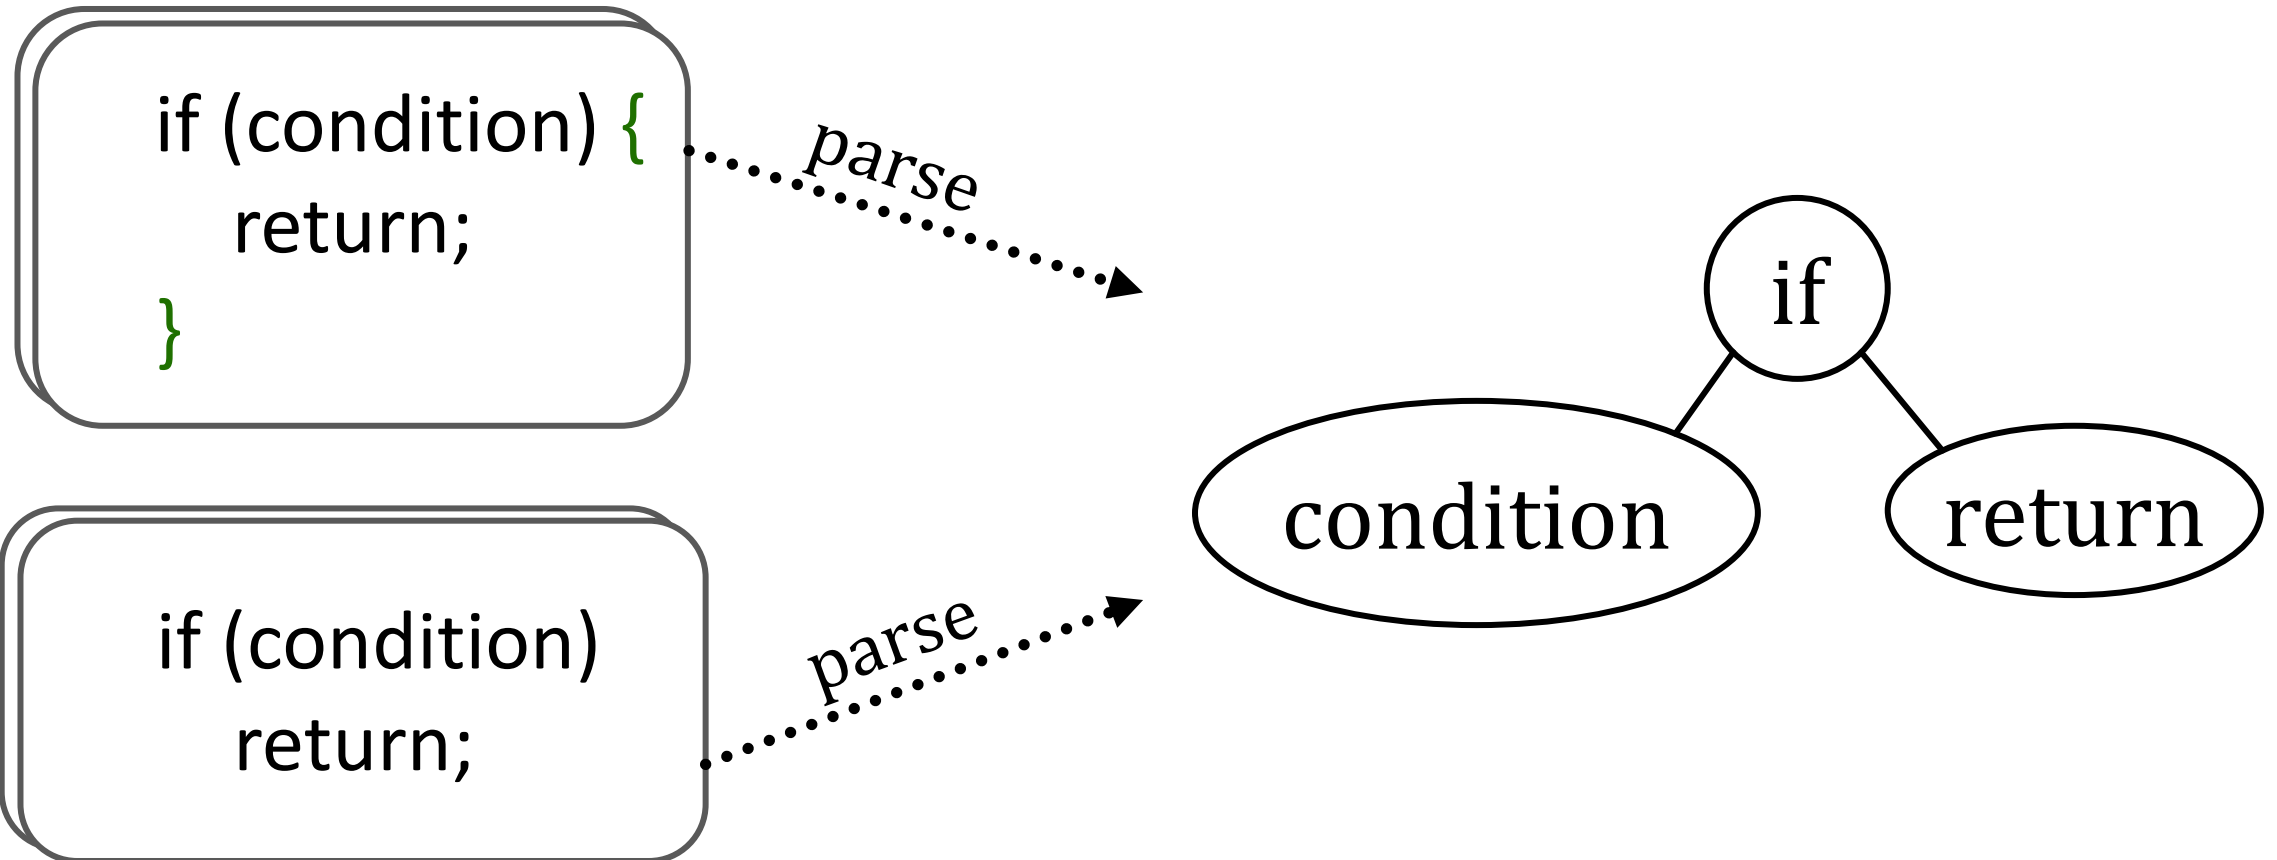 if (condition) {
return;
}
parse
if (condition)
return;
parse
if
condition
return